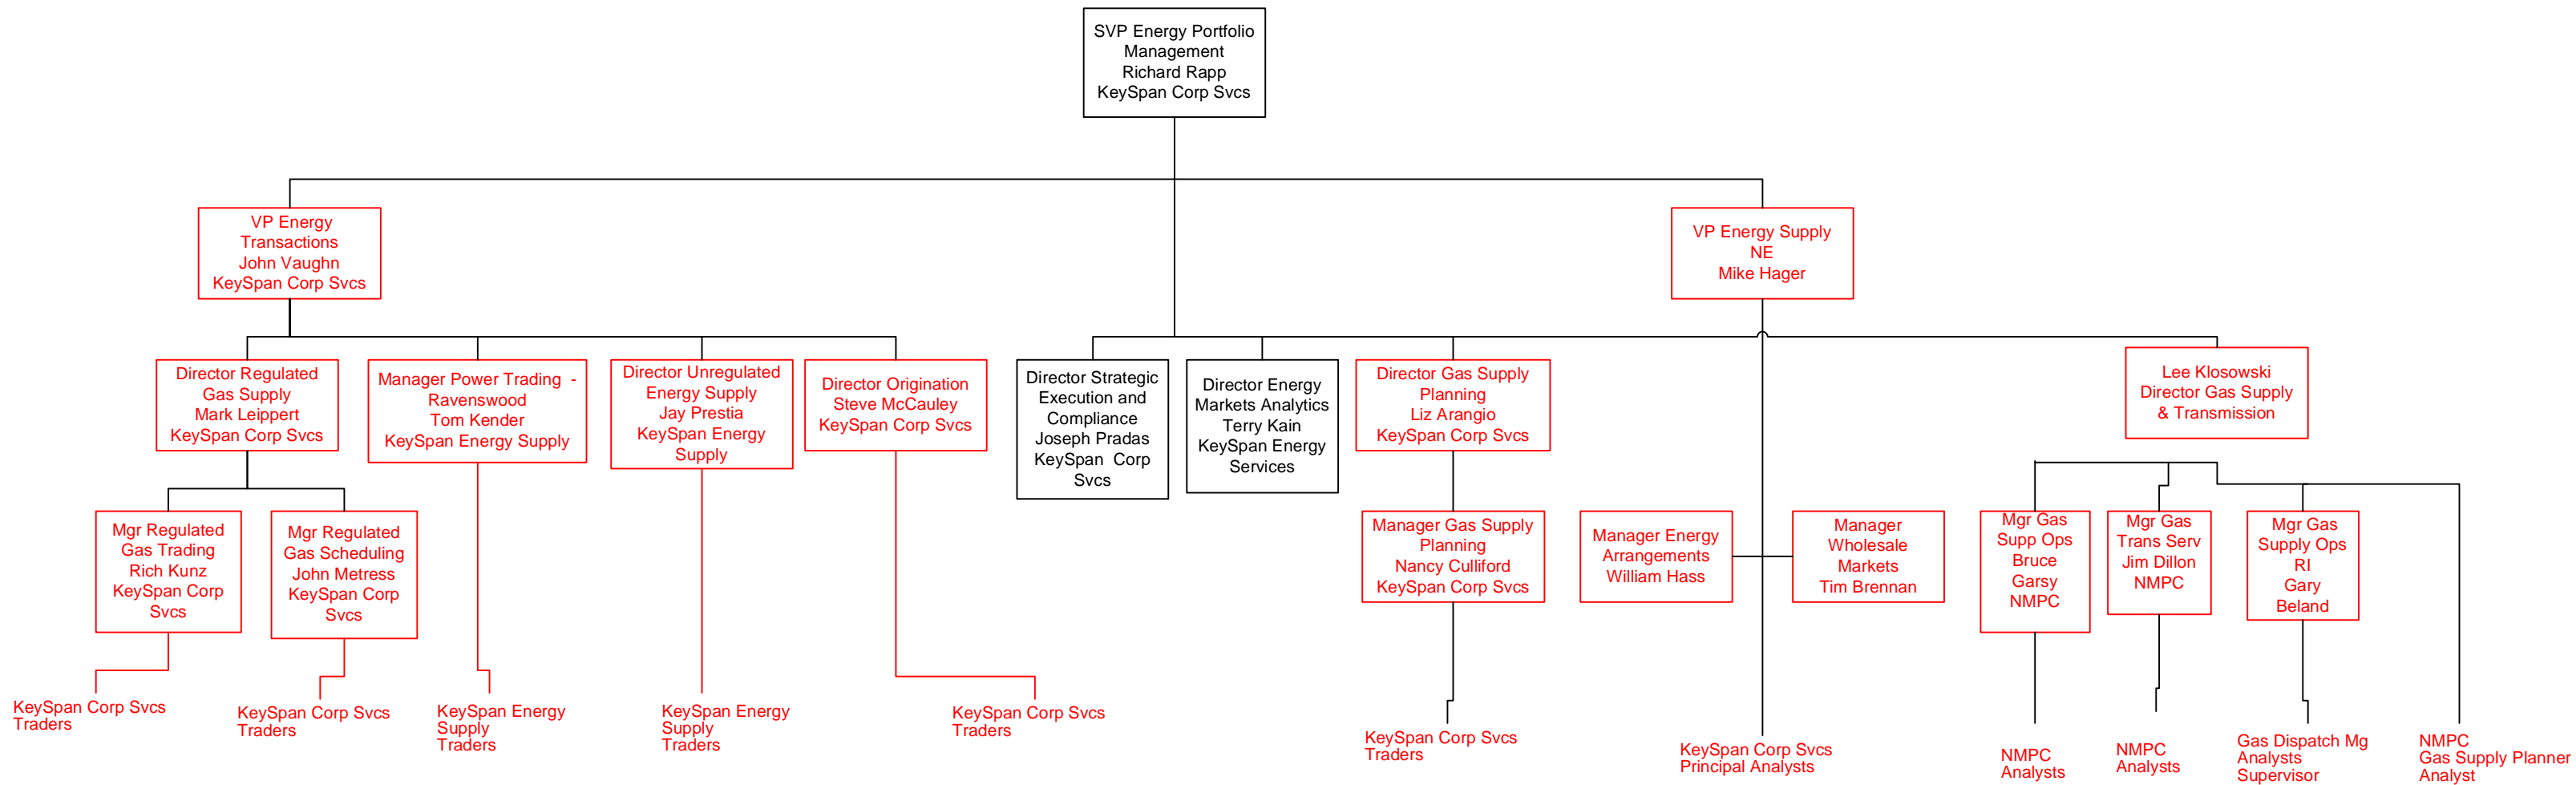 SVP Energy Portfolio
Management
Richard Rapp
KeySpan Corp Svcs
VP Energy
Transactions
John Vaughn
KeySpan Corp Svcs
VP Energy Supply
NE
Mike Hager
Director Regulated
Gas Supply
Mark Leippert
KeySpan Corp Svcs
Manager Power Trading -
Ravenswood
Tom Kender
KeySpan Energy Supply
Director Unregulated
Energy Supply
Jay Prestia
KeySpan Energy
Supply
Director Origination
Steve McCauley
KeySpan Corp Svcs
Director Strategic
Execution and
Compliance
Joseph Pradas
KeySpan Corp
Svcs
Director Energy
Markets Analytics
Terry Kain
KeySpan Energy
Services
Director Gas Supply
Planning
Liz Arangio
KeySpan Corp Svcs
Lee Klosowski
Director Gas Supply
& Transmission
Mgr Regulated
Gas Trading
Rich Kunz
KeySpan Corp
Svcs
Mgr Regulated
Gas Scheduling
John Metress
KeySpan Corp
Svcs
Manager Gas Supply
Planning
Nancy Culliford
KeySpan Corp Svcs
Manager Energy
Arrangements
William Hass
Manager
Wholesale
Markets
Tim Brennan
Mgr Gas
Supp Ops
Bruce
Garsy
NMPC
Mgr Gas
Trans Serv
Jim Dillon
NMPC
Mgr Gas
Supply Ops
RI
Gary
Beland
KeySpan Corp Svcs
Traders
KeySpan Corp Svcs
Traders
KeySpan Energy
Supply
Traders
KeySpan Energy
Supply
Traders
KeySpan Corp Svcs
Traders
KeySpan Corp Svcs
Traders
KeySpan Corp Svcs
Principal Analysts
NMPC
Analysts
NMPC
Analysts
Gas Dispatch Mg
Analysts
Supervisor
NMPC
Gas Supply Planner
Analyst